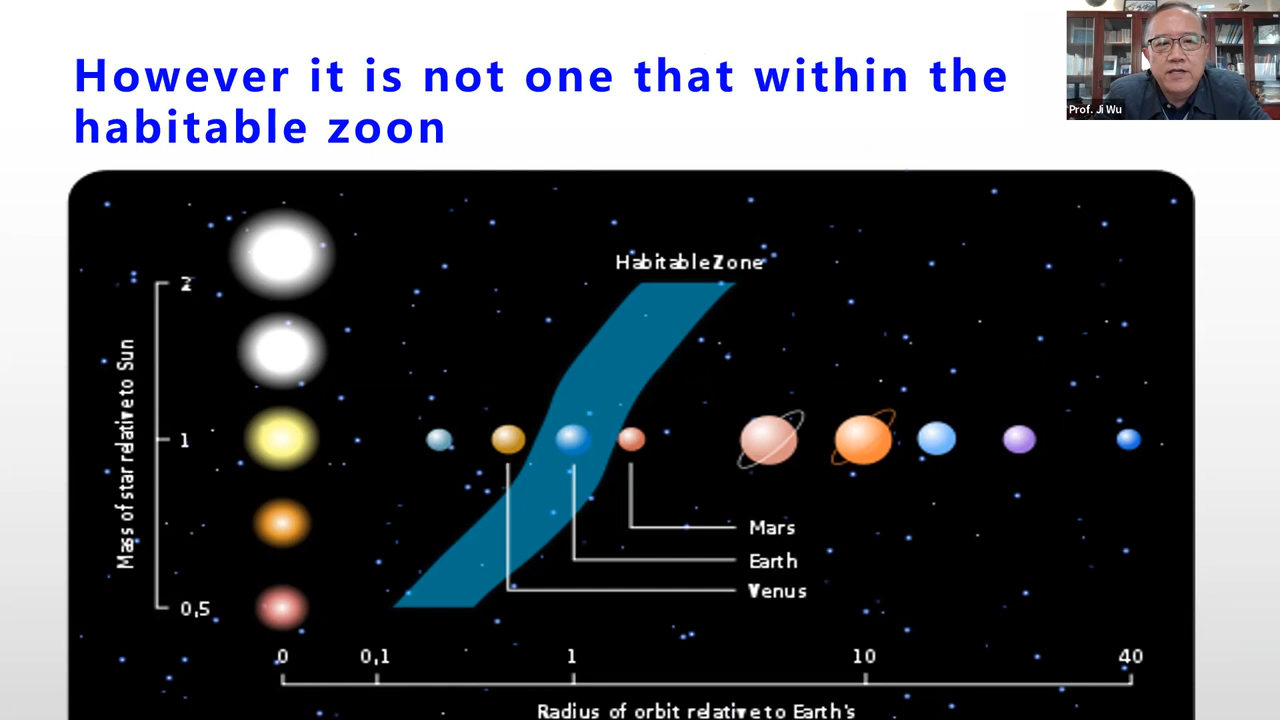 However it is not one that within the
habitable zoon
Prof. Ji Wu
Habitable Zone
2
Mass of star relative to Sun
1
Mars
Earth
Venus
0,5
0 0,1 1 10 40
Radius of orbit relative to Earth's